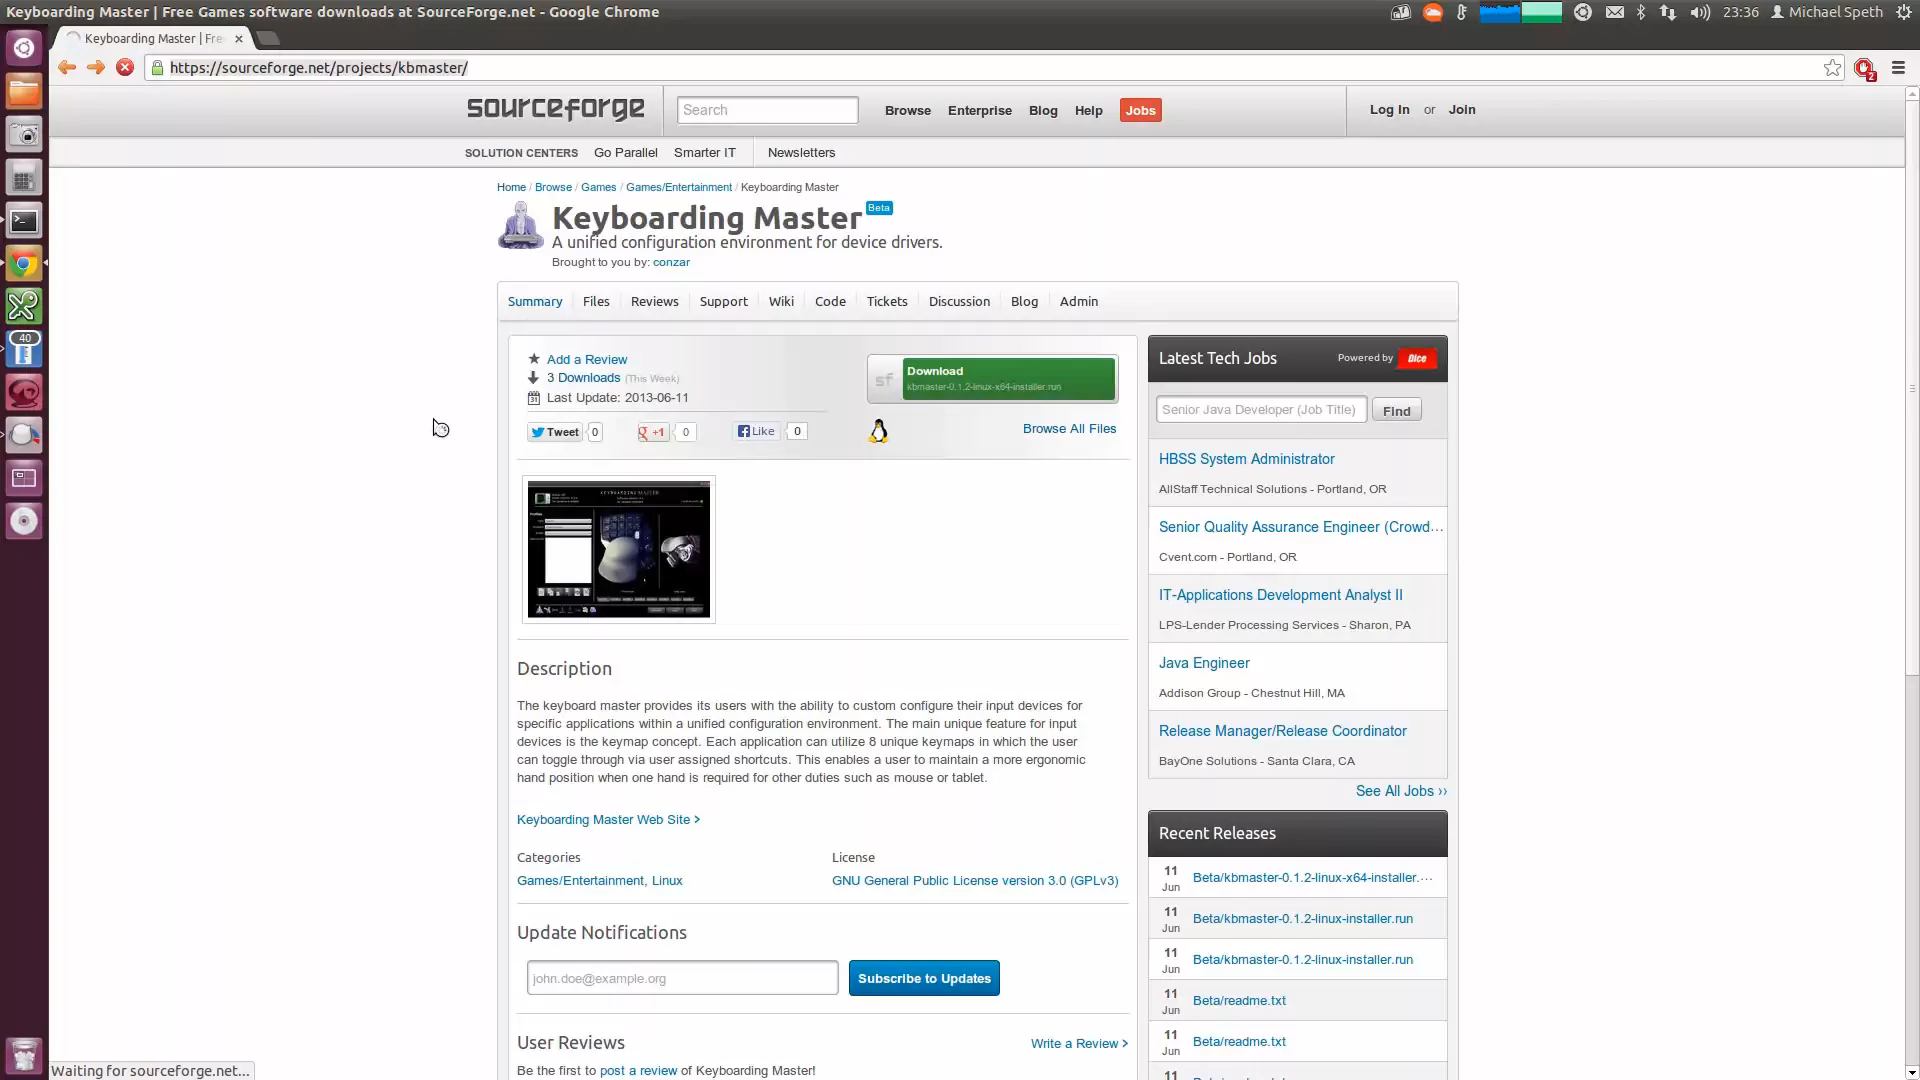 Keyboarding Master | Free Games software downloads at SourceForge.net - Google Chrome
23:36 Michael Speth
Keyboarding Master | Fre
https://sourceforge.net/projects/kbmaster/
2
sourceforge
Search
Browse Enterprise Blog Help Jobs
Log In or Join
SOLUTION CENTERS Go Parallel Smarter IT Newsletters
Home / Browse / Games / Games/Entertainment / Keyboarding Master
Keyboarding Master Beta
A unified configuration environment for device drivers.
Brought to you by: conzar
Summary Files Reviews Support Wiki Code Tickets Discussion Blog Admin
Add a Review
3 Downloads (This Week)
Last Update: 2013-06-11
Tweet 0 +1 0 Like 0
sf
Download
kbmaster-0.1.2-linux-x64-installer.run
Browse All Files
KEYBOARDING MASTER
Description
The keyboard master provides its users with the ability to custom configure their input devices for
specific applications within a unified configuration environment. The main unique feature for input
devices is the keymap concept. Each application can utilize 8 unique keymaps in which the user
can toggle through via user assigned shortcuts. This enables a user to maintain a more ergonomic
hand position when one hand is required for other duties such as mouse or tablet.
Keyboarding Master Web Site >
Categories
Games/Entertainment, Linux
License
GNU General Public License version 3.0 (GPLv3)
Update Notifications
john.doe@example.org
Subscribe to Updates
User Reviews
Write a Review >
Be the first to post a review of Keyboarding Master!
Latest Tech Jobs Powered by Dice
Senior Java Developer (Job Title) Find
HBSS System Administrator
AllStaff Technical Solutions - Portland, OR
Senior Quality Assurance Engineer (Crowd...
Cvent.com - Portland, OR
IT-Applications Development Analyst II
LPS-Lender Processing Services - Sharon, PA
Java Engineer
Addison Group - Chestnut Hill, MA
Release Manager/Release Coordinator
BayOne Solutions - Santa Clara, CA
See All Jobs ››
Recent Releases
11 Jun Beta/kbmaster-0.1.2-linux-x64-installer....
11 Jun Beta/kbmaster-0.1.2-linux-installer.run
11 Jun Beta/kbmaster-0.1.2-linux-installer.run
11 Jun Beta/readme.txt
11 Jun Beta/readme.txt
11
40
Waiting for sourceforge.net...